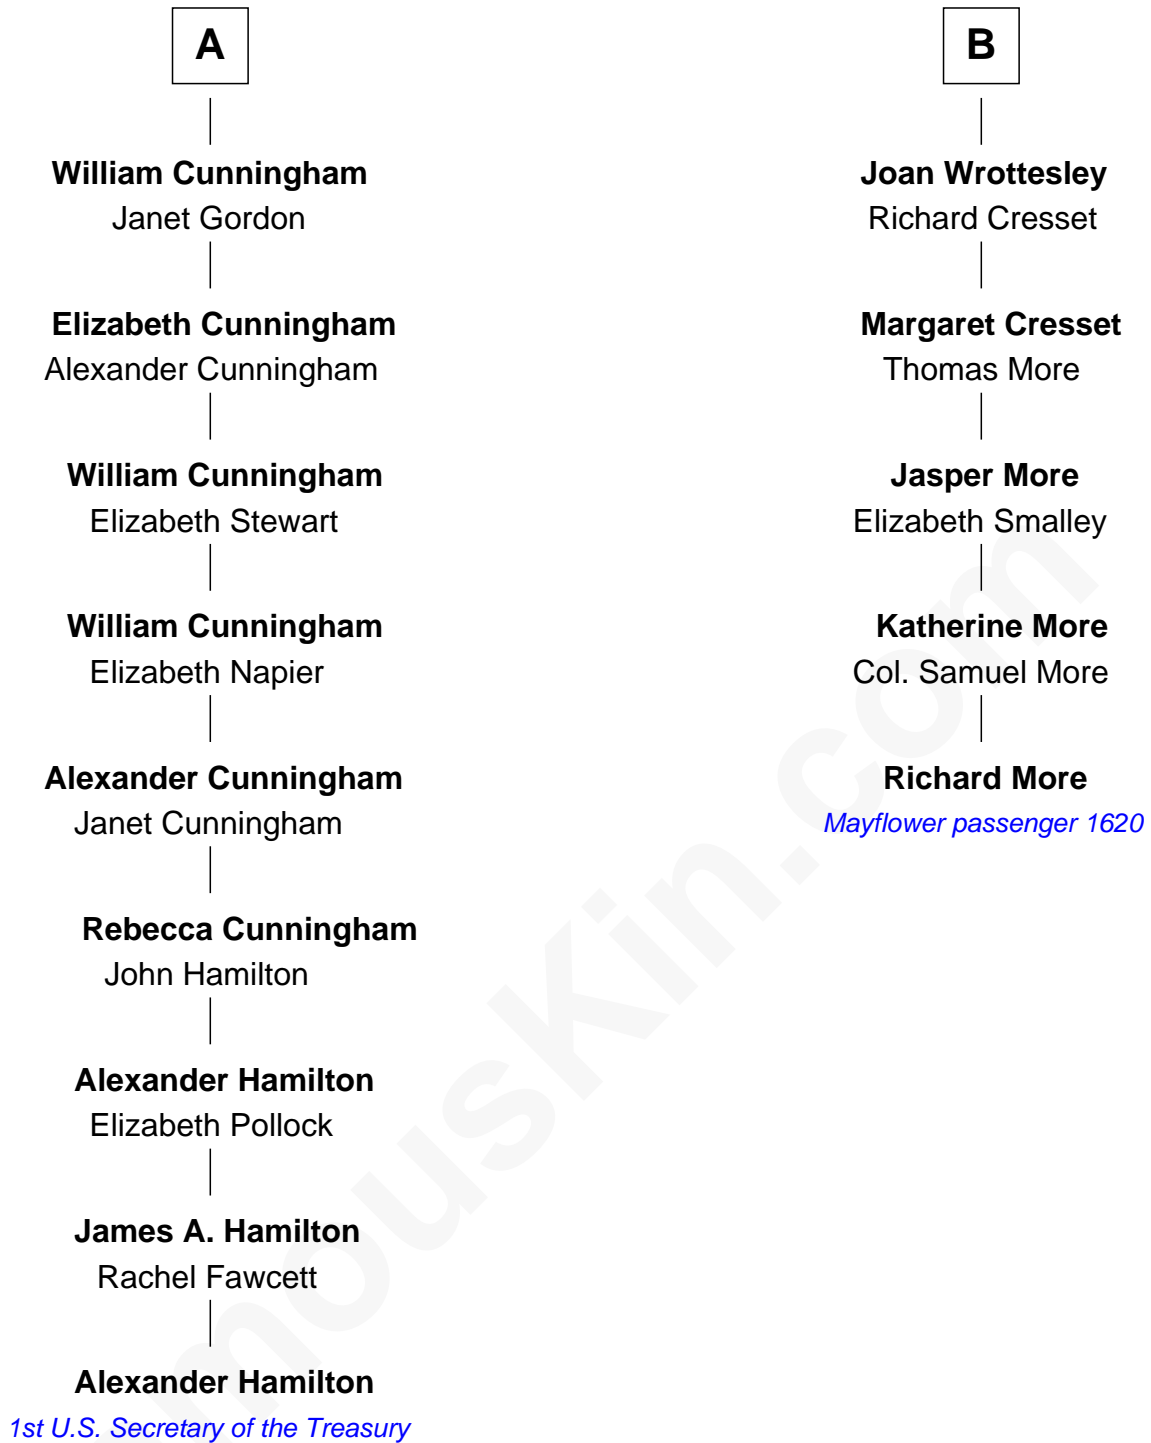 A
William Cunningham
Janet Gordon
Elizabeth Cunningham
Alexander Cunningham
William Cunningham
Elizabeth Stewart
William Cunningham
Elizabeth Napier
Alexander Cunningham
Janet Cunningham
Rebecca Cunningham
John Hamilton
Alexander Hamilton
Elizabeth Pollock
James A. Hamilton
Rachel Fawcett
Alexander Hamilton
1st U.S. Secretary of the Treasury
B
Joan Wrottesley
Richard Cresset
Margaret Cresset
Thomas More
Jasper More
Elizabeth Smalley
Katherine More
Col. Samuel More
Richard More
Mayflower passenger 1620
mouskin.com